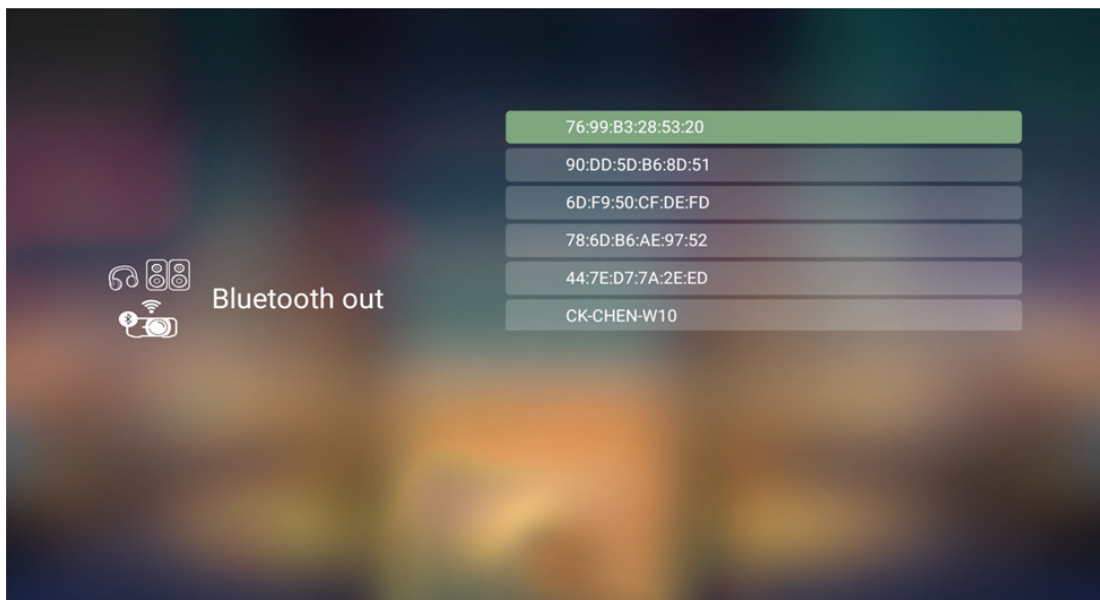 Bluetooth out
76:99:B3:28:53:20
90:DD:5D:B6:8D:51
6D:F9:50:CF:DE:FD
78:6D:B6:AE:97:52
44:7E:D7:7A:2E:ED
CK-CHEN-W10